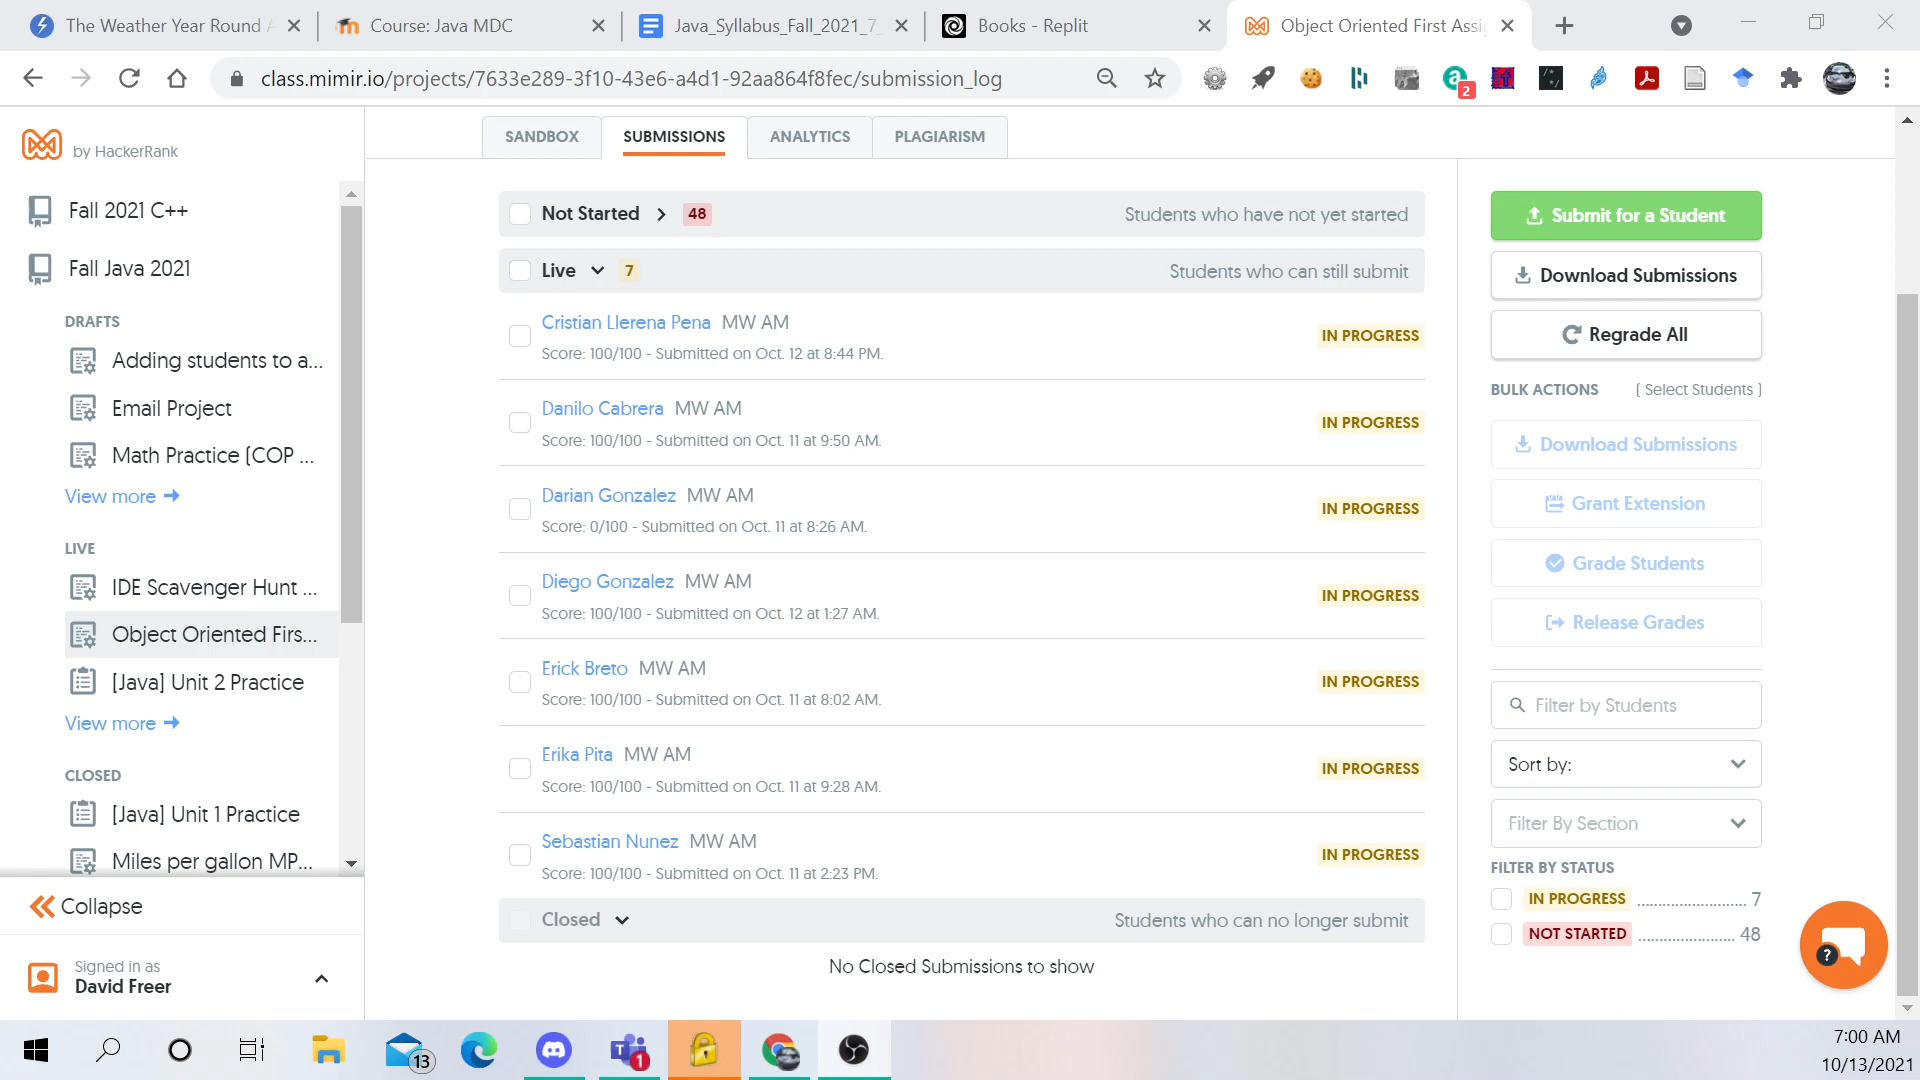 The Weather Year Round A
Course: Java MDC
Java_Syllabus_Fall_2021_7_
Books - Replit
Object Oriented First Assig
class.mimir.io/projects/7633e289-3f10-43e6-a4d1-92aa864f8fec/submission_log
2
by HackerRank
Fall 2021 C++
Fall Java 2021
DRAFTS
Adding students to a...
Email Project
Math Practice (COP ...
View more
LIVE
IDE Scavenger Hunt ...
Object Oriented Firs...
[Java] Unit 2 Practice
View more
CLOSED
[Java] Unit 1 Practice
Miles per gallon MP...
Collapse
Signed in as
David Freer
SANDBOX
SUBMISSIONS
ANALYTICS
PLAGIARISM
Not Started 48 Students who have not yet started
Live 7 Students who can still submit
Cristian Llerena Pena MW AM
Score: 100/100 - Submitted on Oct. 12 at 8:44 PM.
IN PROGRESS
Danilo Cabrera MW AM
Score: 100/100 - Submitted on Oct. 11 at 9:50 AM.
IN PROGRESS
Darian Gonzalez MW AM
Score: 0/100 - Submitted on Oct. 11 at 8:26 AM.
IN PROGRESS
Diego Gonzalez MW AM
Score: 100/100 - Submitted on Oct. 12 at 1:27 AM.
IN PROGRESS
Erick Breto MW AM
Score: 100/100 - Submitted on Oct. 11 at 8:02 AM.
IN PROGRESS
Erika Pita MW AM
Score: 100/100 - Submitted on Oct. 11 at 9:28 AM.
IN PROGRESS
Sebastian Nunez MW AM
Score: 100/100 - Submitted on Oct. 11 at 2:23 PM.
IN PROGRESS
Closed Students who can no longer submit
No Closed Submissions to show
Submit for a Student
Download Submissions
Regrade All
BULK ACTIONS [ Select Students ]
Download Submissions
Grant Extension
Grade Students
Release Grades
Filter by Students
Sort by:
Filter By Section
FILTER BY STATUS
IN PROGRESS 7
NOT STARTED 48
?
13
1
7:00 AM
10/13/2021